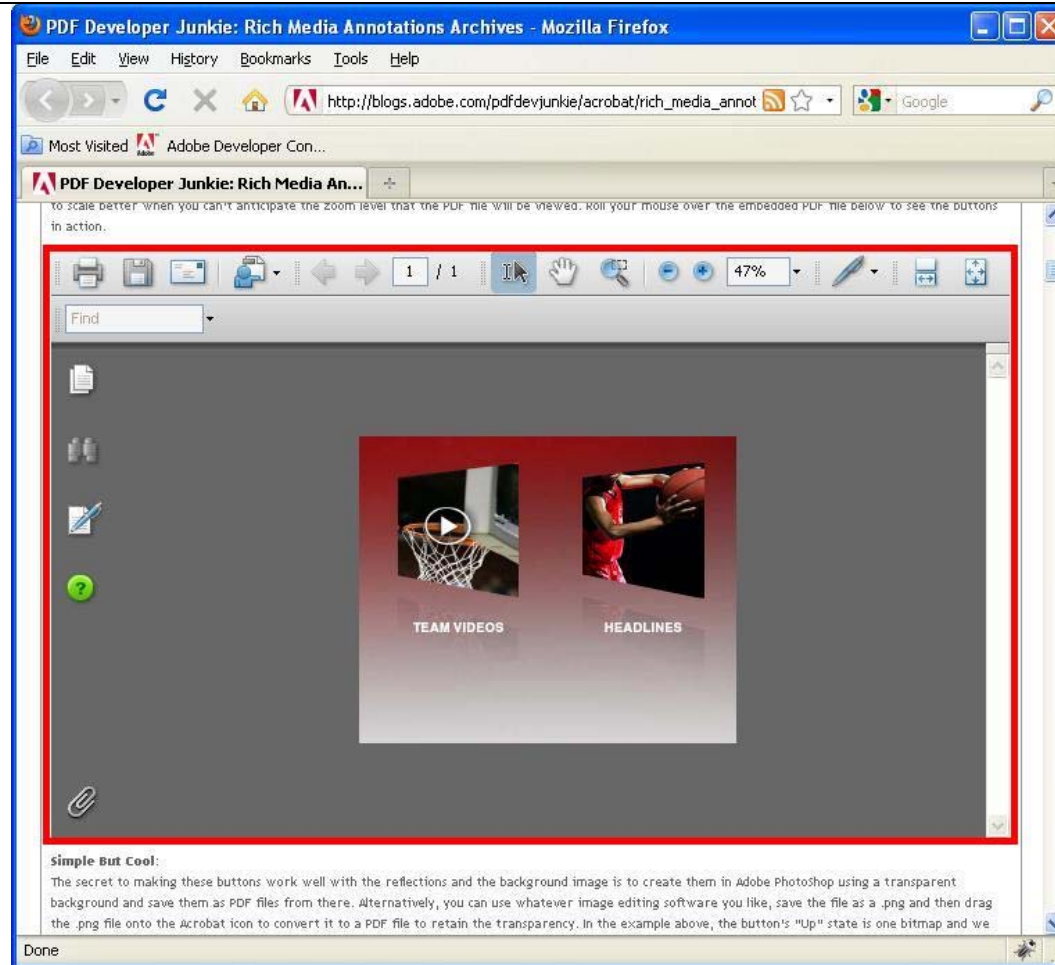 PDF Developer Junkie: Rich Media Annotations Archives - Mozilla Firefox
File Edit View History Bookmarks Tools Help
http://blogs.adobe.com/pdfdevjunkie/acrobat/rich_media_annot Google
Most Visited Adobe Developer Con...
PDF Developer Junkie: Rich Media An...
to scale better when you can't anticipate the zoom level that the PDF file will be viewed. Roll your mouse over the embedded PDF file below to see the buttons
in action.
1 / 1 47%
Find
TEAM VIDEOS HEADLINES
Simple But Cool:
The secret to making these buttons work well with the reflections and the background image is to create them in Adobe PhotoShop using a transparent
background and save them as PDF files from there. Alternatively, you can use whatever image editing software you like, save the file as a .png and then drag
the .png file onto the Acrobat icon to convert it to a PDF file to retain the transparency. In the example above, the button's "Up" state is one bitmap and we
Done